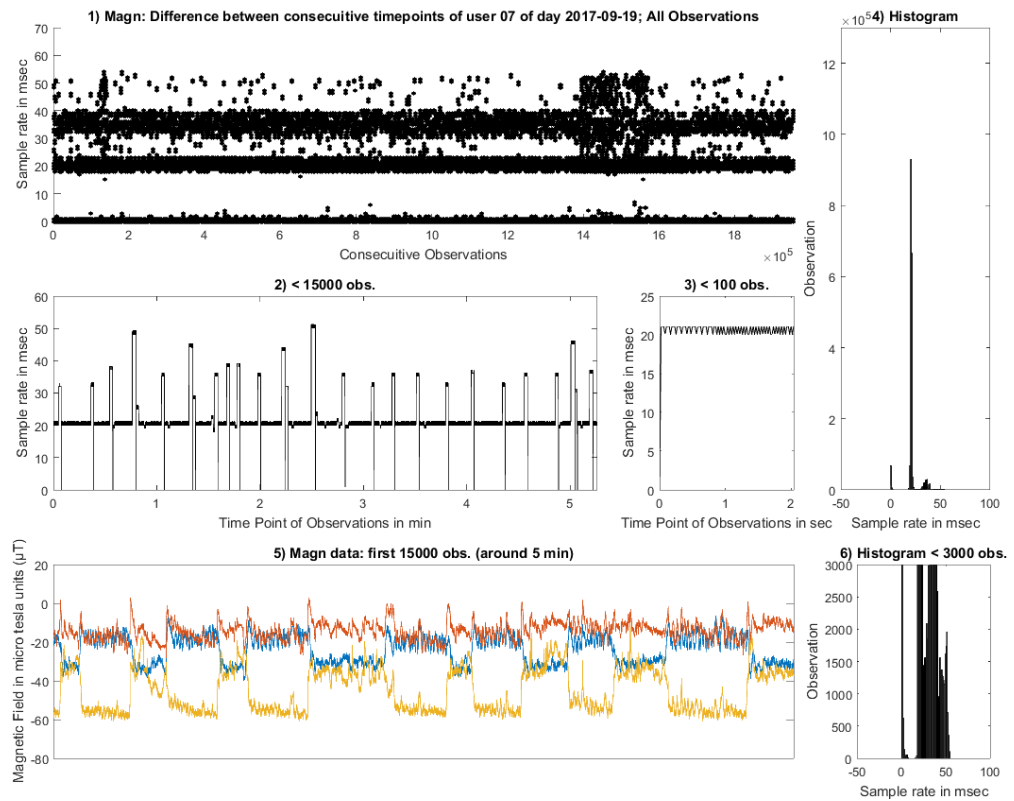 1) Magn: Difference between consecuitive timepoints of user 07 of day 2017-09-19; All Observations
70
60
50
40
30
20
10
0
Sample rate in msec
0 2 4 6 8 10 12 14 16 18
Consecuitive Observations
×10^5
×10^5 4) Histogram
12
10
8
6
4
2
0
Observation
-50 0 50 100
Sample rate in msec
2) < 15000 obs.
60
50
40
30
20
10
0
Sample rate in msec
0 1 2 3 4 5
Time Point of Observations in min
3) < 100 obs.
25
20
15
10
5
0
Sample rate in msec
0 1 2
Time Point of Observations in sec
5) Magn data: first 15000 obs. (around 5 min)
20
0
-20
-40
-60
-80
Magnetic Field in micro tesla units (μT)
6) Histogram < 3000 obs.
3000
2500
2000
1500
1000
500
0
Observation
-50 0 50 100
Sample rate in msec